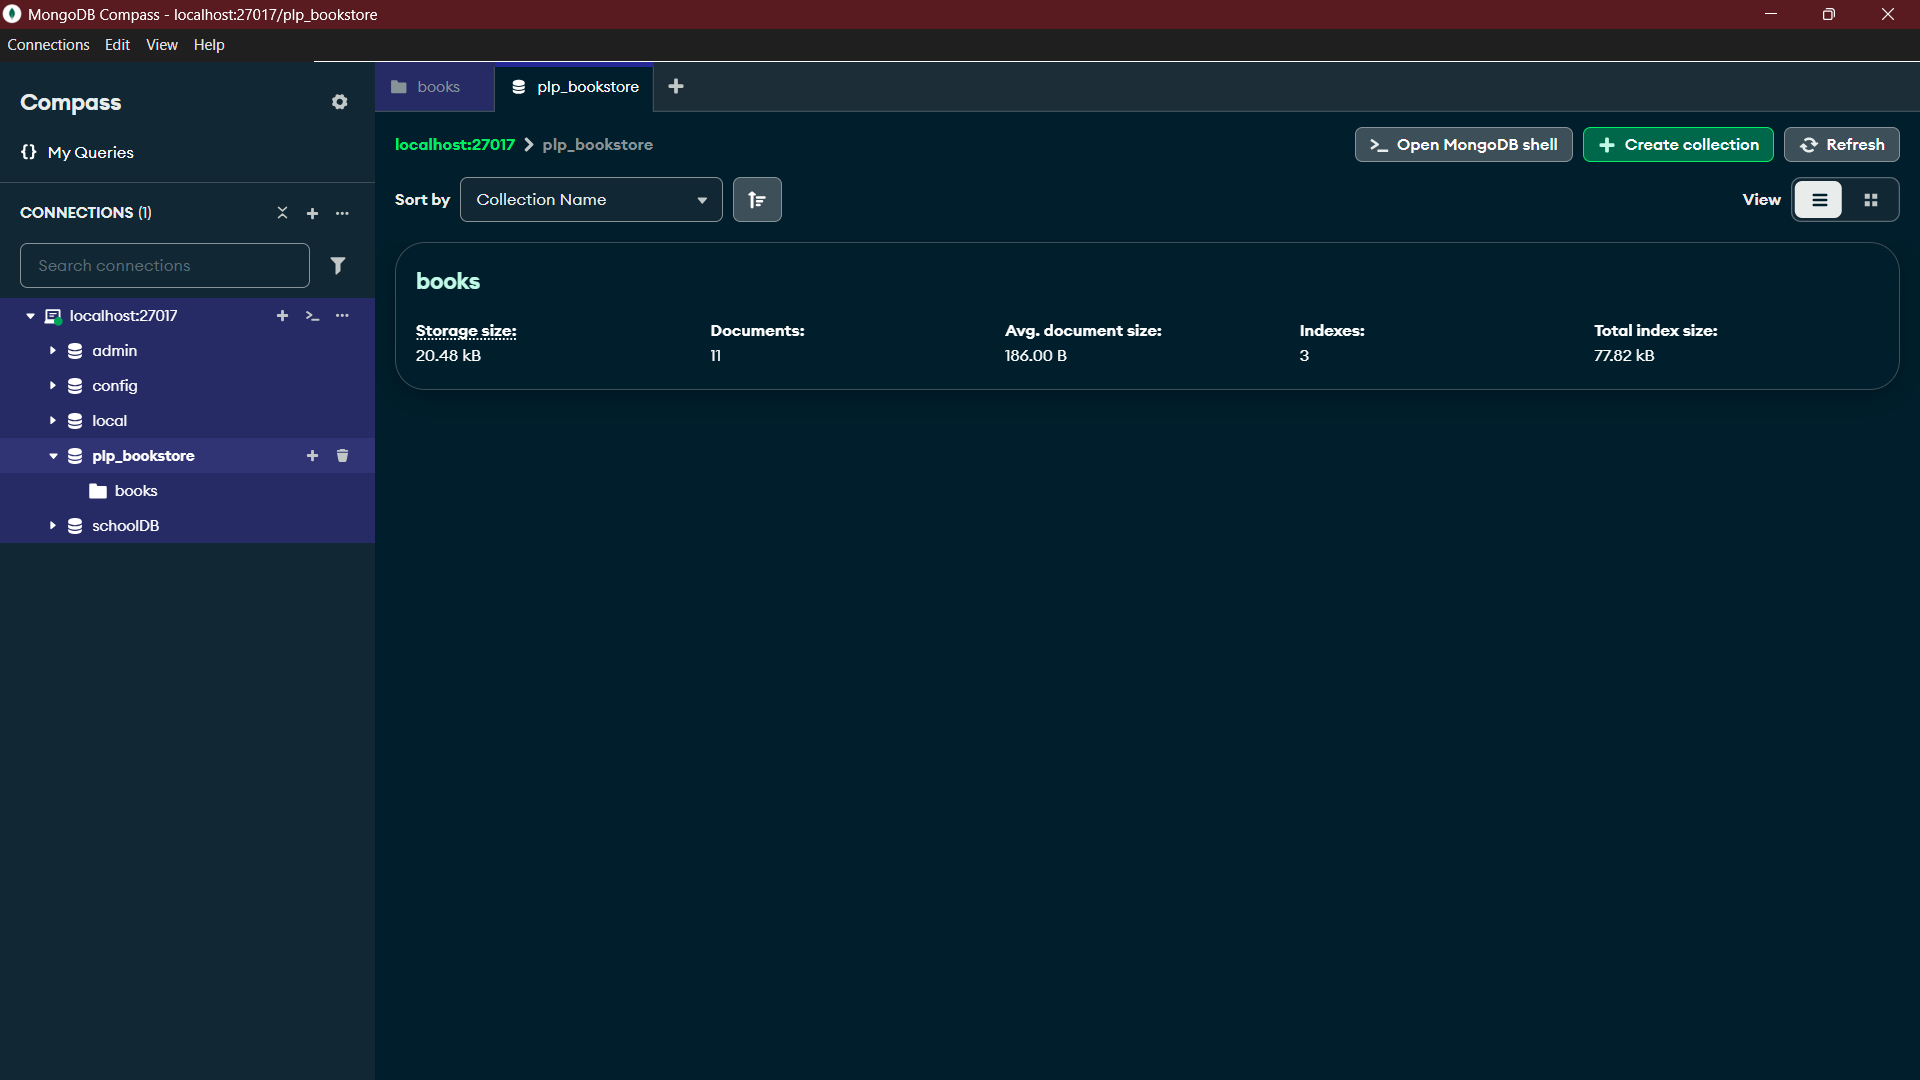 MongoDB Compass - localhost:27017/plp_bookstore
Connections Edit View Help
Compass
{} My Queries
CONNECTIONS (1)
Search connections
localhost:27017
admin
config
local
plp_bookstore
books
schoolDB
books
plp_bookstore
localhost:27017 > plp_bookstore
>_ Open MongoDB shell
+ Create collection
Refresh
Sort by Collection Name
View
books
Storage size: Documents: Avg. document size: Indexes: Total index size:
20.48 kB 11 186.00 B 3 77.82 kB